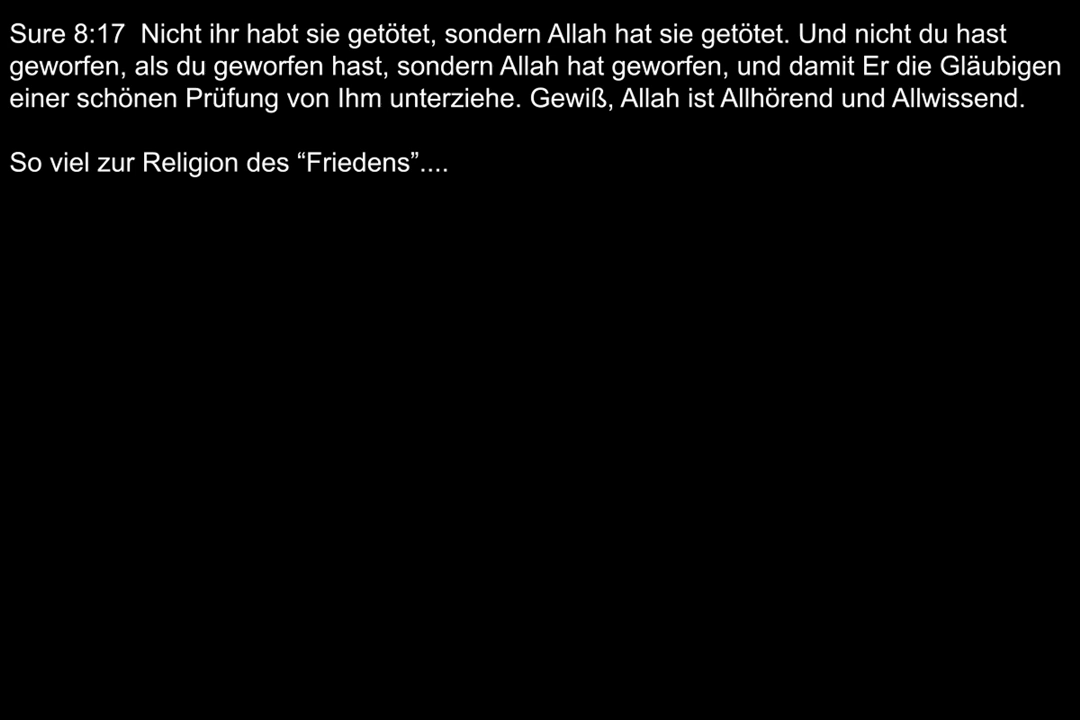 Sure 8:17  Nicht ihr habt sie getötet, sondern Allah hat sie getötet. Und nicht du hast
geworfen, als du geworfen hast, sondern Allah hat geworfen, und damit Er die Gläubigen
einer schönen Prüfung von Ihm unterziehe. Gewiß, Allah ist Allhörend und Allwissend.
So viel zur Religion des “Friedens”....